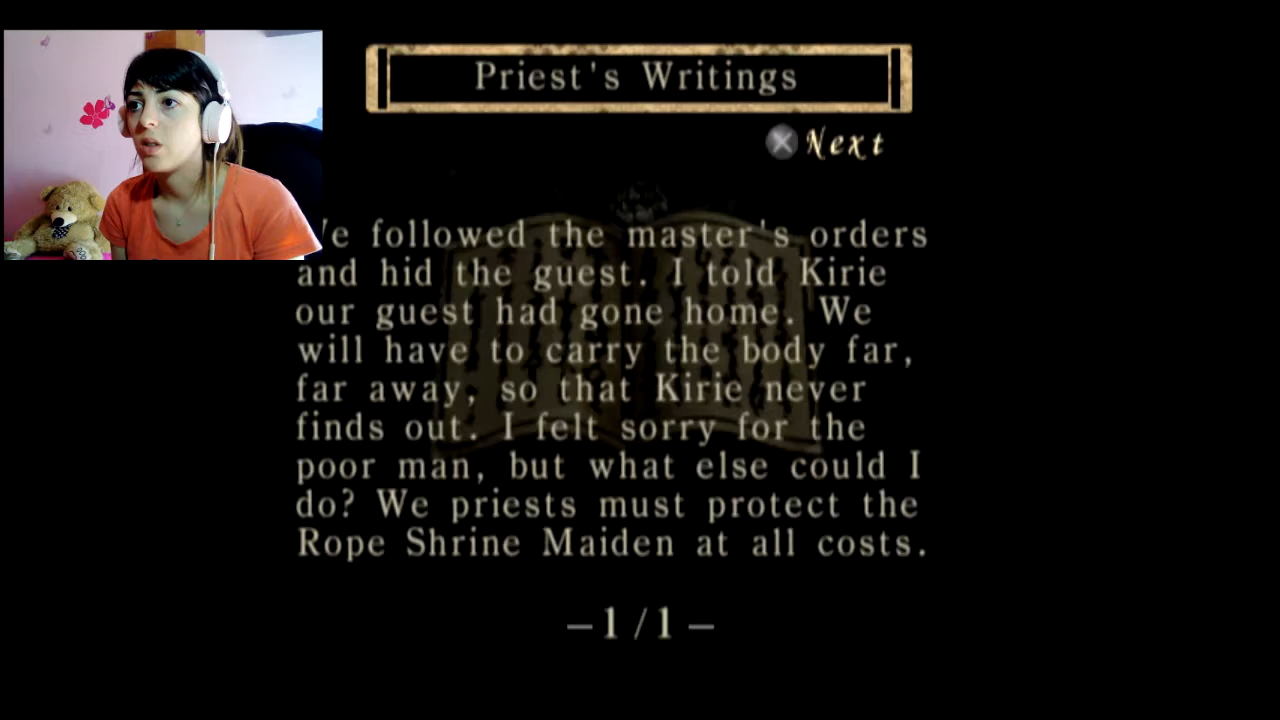 Priest's Writings
Next
followed the master's orders
and hid the guest. I told Kirie
our guest had gone home. We
will have to carry the body far,
far away, so that Kirie never
finds out. I felt sorry for the
poor man, but what else could I
do? We priests must protect the
Rope Shrine Maiden at all costs.
–1/1–